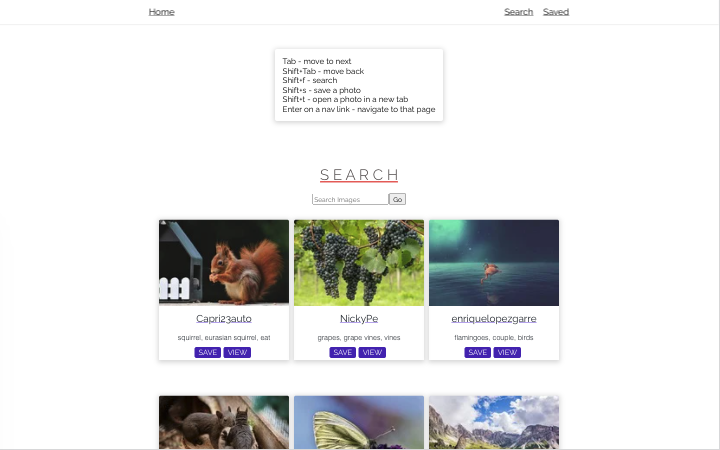 Home
Search Saved
Tab - move to next
Shift+Tab - move back
Shift+f - search
Shift+s - save a photo
Shift+t - open a photo in a new tab
Enter on a nav link - navigate to that page
SEARCH
Search Images Go
Capri23auto NickyPe enriquelopezgarre
squirrel, eurasian squirrel, eat grapes, grape vines, vines flamingoes, couple, birds
SAVE VIEW SAVE VIEW SAVE VIEW